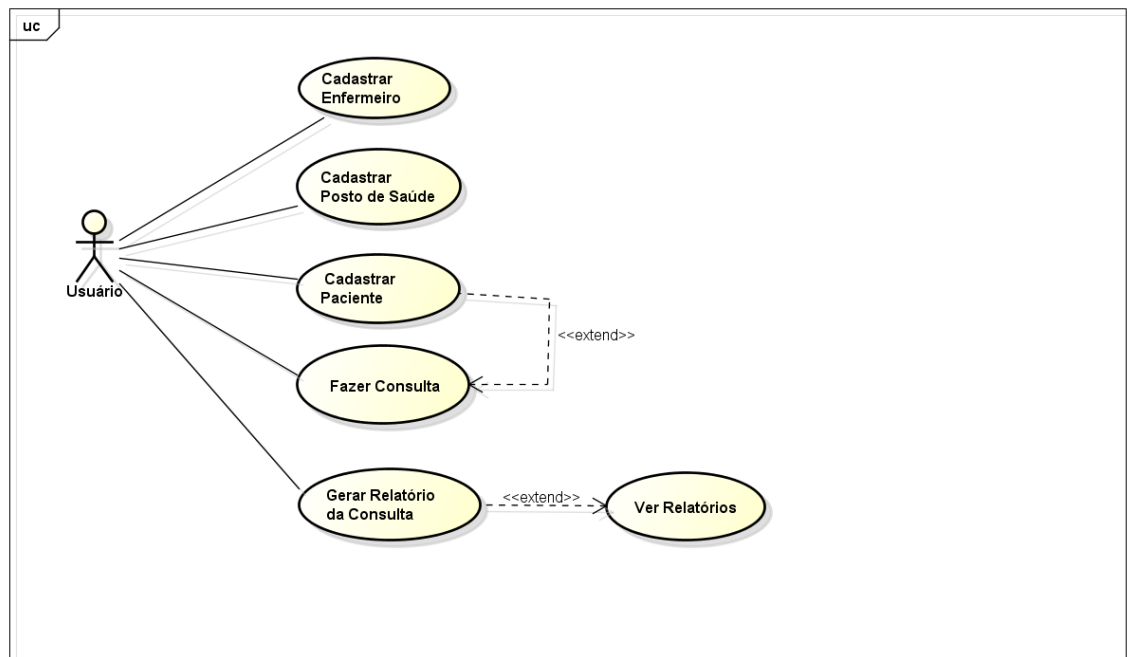 uc
Cadastrar
Enfermeiro
Cadastrar
Posto de Saúde
Usuário
Cadastrar
Paciente
<<extend>>
Fazer Consulta
Gerar Relatório
da Consulta
<<extend>>
Ver Relatórios